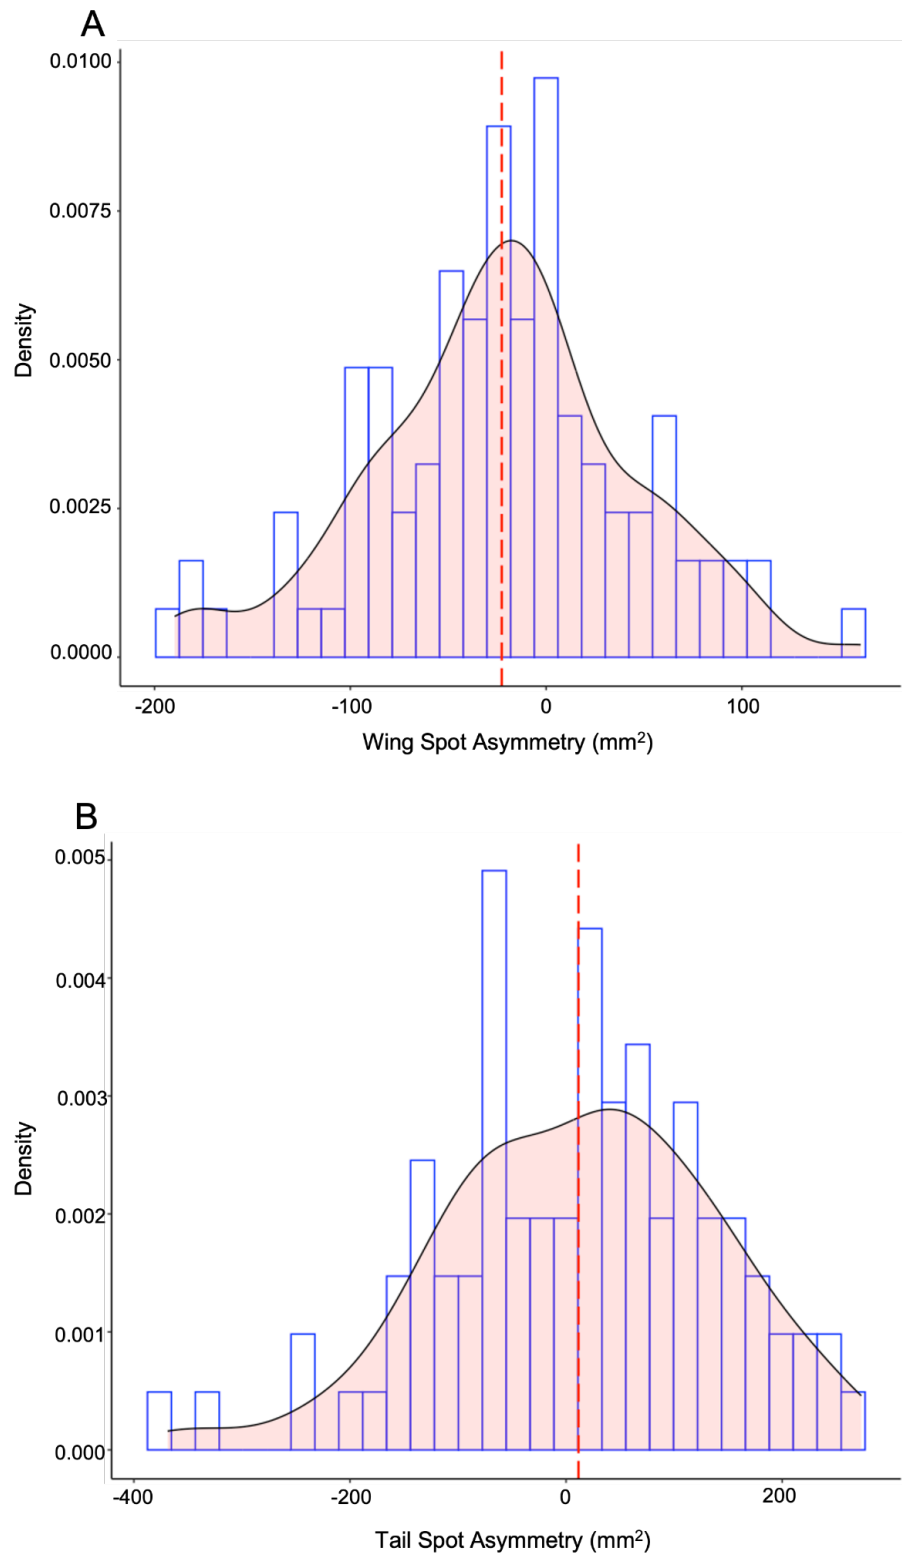 A
0.0100
0.0075
0.0050
0.0025
0.0000
Density
-200 -100 0 100
Wing Spot Asymmetry (mm²)
B
0.005
0.004
0.003
0.002
0.001
0.000
Density
-400 -200 0 200
Tail Spot Asymmetry (mm²)